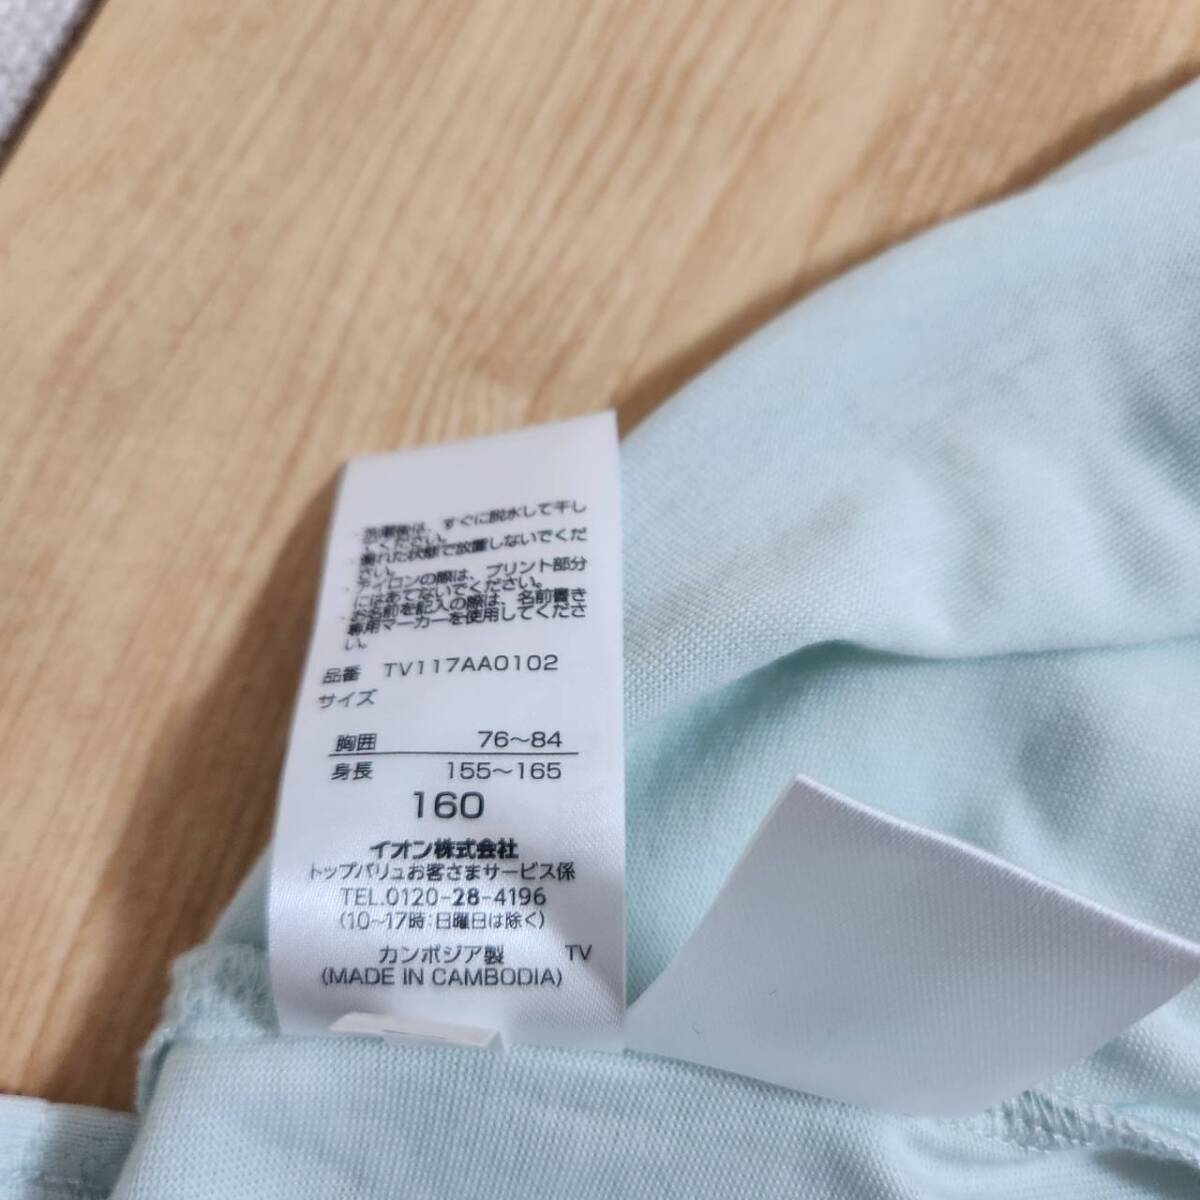 洗濯後は、すぐに脱水して干し
てください。
濡れた状態で放置しないでくだ
さい。
アイロンの際は、プリント部分
にはあてないでください。
お名前を記入の際は、名前書き
専用マーカーを使用してくださ
い。
品番 TV117AA0102
サイズ
胸囲 76~84
身長 155~165
160
イオン株式会社
トップバリュお客さまサービス係
TEL.0120-28-4196
(10~17時:日曜日は除く)
カンボジア製 TV
(MADE IN CAMBODIA)